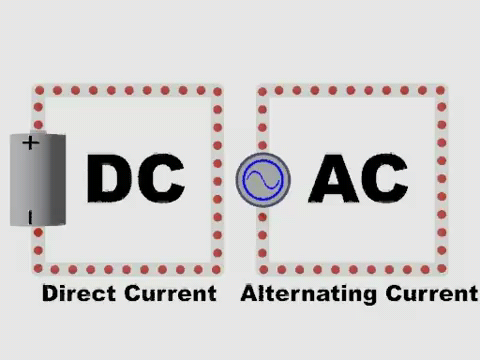 +
DC
AC
-
Direct Current
Alternating Current